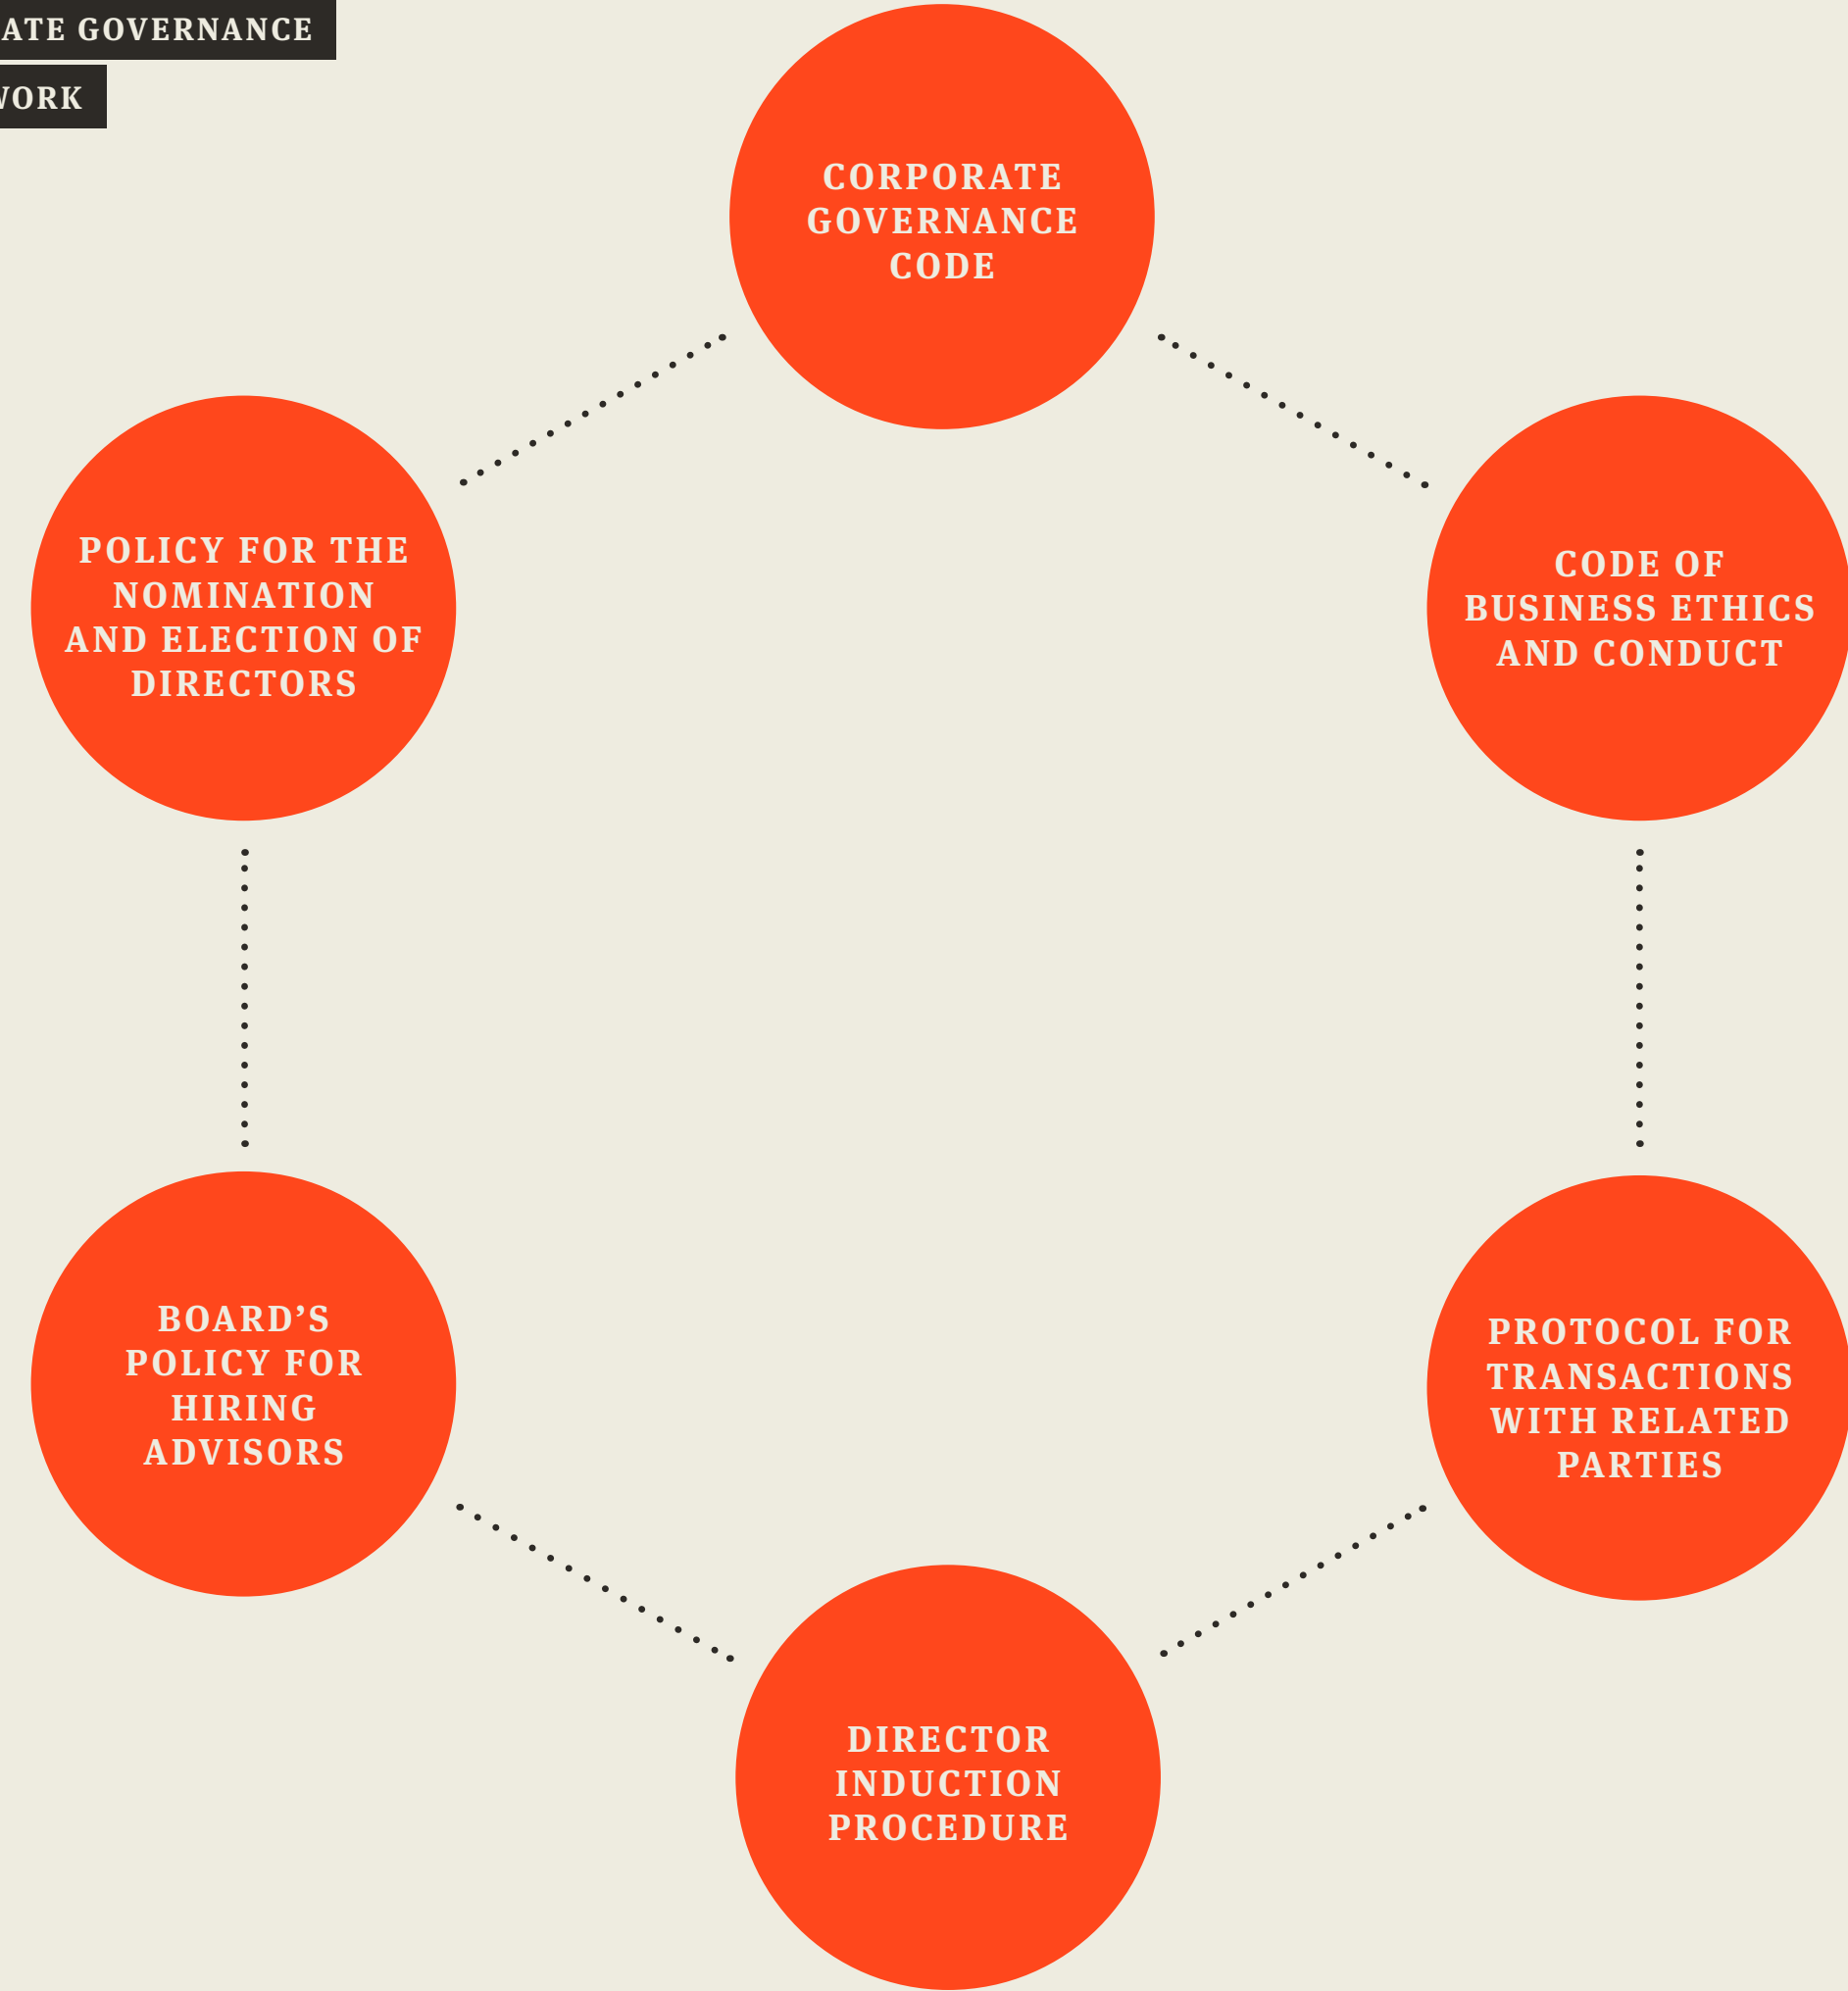 ATE GOVERNANCE
WORK
CORPORATE
GOVERNANCE
CODE
POLICY FOR THE
NOMINATION
AND ELECTION OF
DIRECTORS
CODE OF
BUSINESS ETHICS
AND CONDUCT
BOARD’S
POLICY FOR
HIRING
ADVISORS
PROTOCOL FOR
TRANSACTIONS
WITH RELATED
PARTIES
DIRECTOR
INDUCTION
PROCEDURE